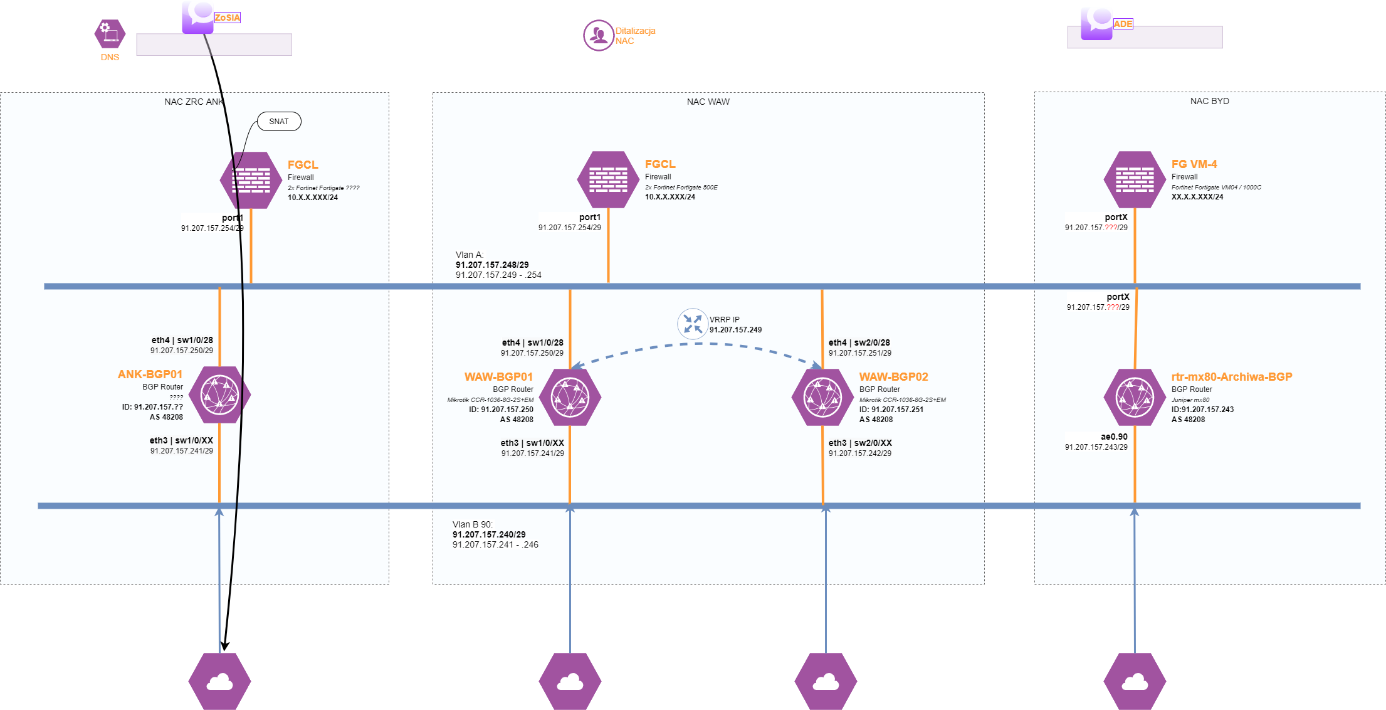 ZoSIA
DNS
Ditalizacja
NAC
ADE
NAC ZRC ANK
SNAT
FGCL
Firewall
2x Fortinet Fortigate ????
10.X.X.XXX/24
port1
91.207.157.254/29
ANK-BGP01
BGP Router
????
ID: 91.207.157.??
AS 48208
eth4 | sw1/0/28
91.207.157.250/29
eth3 | sw1/0/XX
91.207.157.241/29
NAC WAW
FGCL
Firewall
2x Fortinet Fortigate 800E
10.X.X.XXX/24
port1
91.207.157.254/29
Vlan A:
91.207.157.248/29
91.207.157.249 - .254
VRRP IP
91.207.157.249
eth4 | sw1/0/28
91.207.157.250/29
WAW-BGP01
BGP Router
Mikrotik CCR-1036-8G-2S+EM
ID: 91.207.157.250
AS 48208
eth3 | sw1/0/XX
91.207.157.241/29
eth4 | sw2/0/28
91.207.157.251/29
WAW-BGP02
BGP Router
Mikrotik CCR-1036-8G-2S+EM
ID: 91.207.157.251
AS 48208
eth3 | sw2/0/XX
91.207.157.242/29
Vlan B 90:
91.207.157.240/29
91.207.157.241 - .246
NAC BYD
FG VM-4
Firewall
Fortinet Fortigate VM04 / 1000C
XX.X.X.XXX/24
portX
91.207.157.???/29
portX
91.207.157.???/29
rtr-mx80-Archiwa-BGP
BGP Router
Juniper mx80
ID:91.207.157.243
AS 48208
ae0.90
91.207.157.243/29